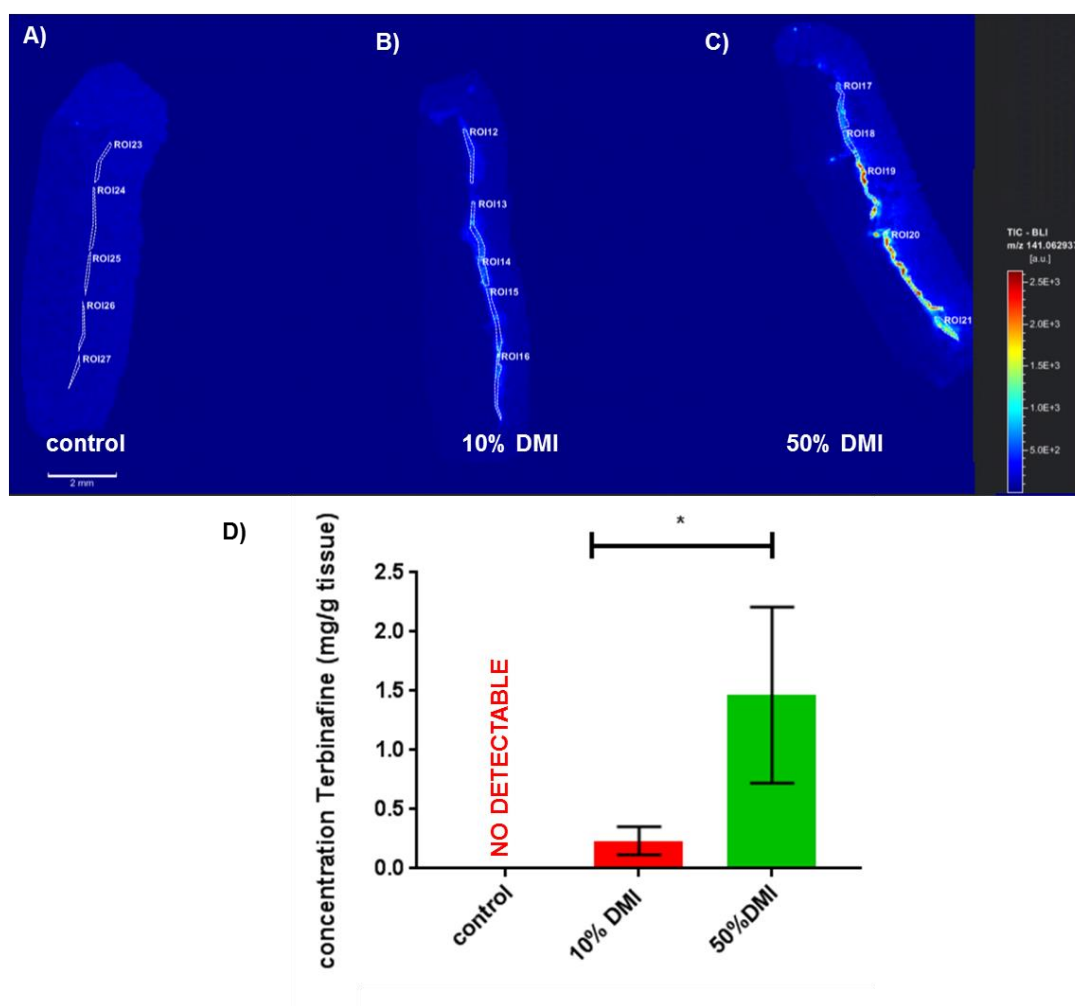 A)
B)
C)
ROI23
ROI24
ROI25
ROI26
ROI27
control
2 mm
ROI12
ROI13
ROI14
ROI15
ROI16
10% DMI
ROI17
ROI18
ROI19
ROI20
ROI21
50% DMI
TIC - BLI
m/z 141.062937
[a.u.]
2.5E+3
2.0E+3
1.5E+3
1.0E+3
5.0E+2
D)
*
concentration Terbinafine (mg/g tissue)
2.5
2.0
1.5
1.0
0.5
0.0
NO DETECTABLE
control
10% DMI
50%DMI